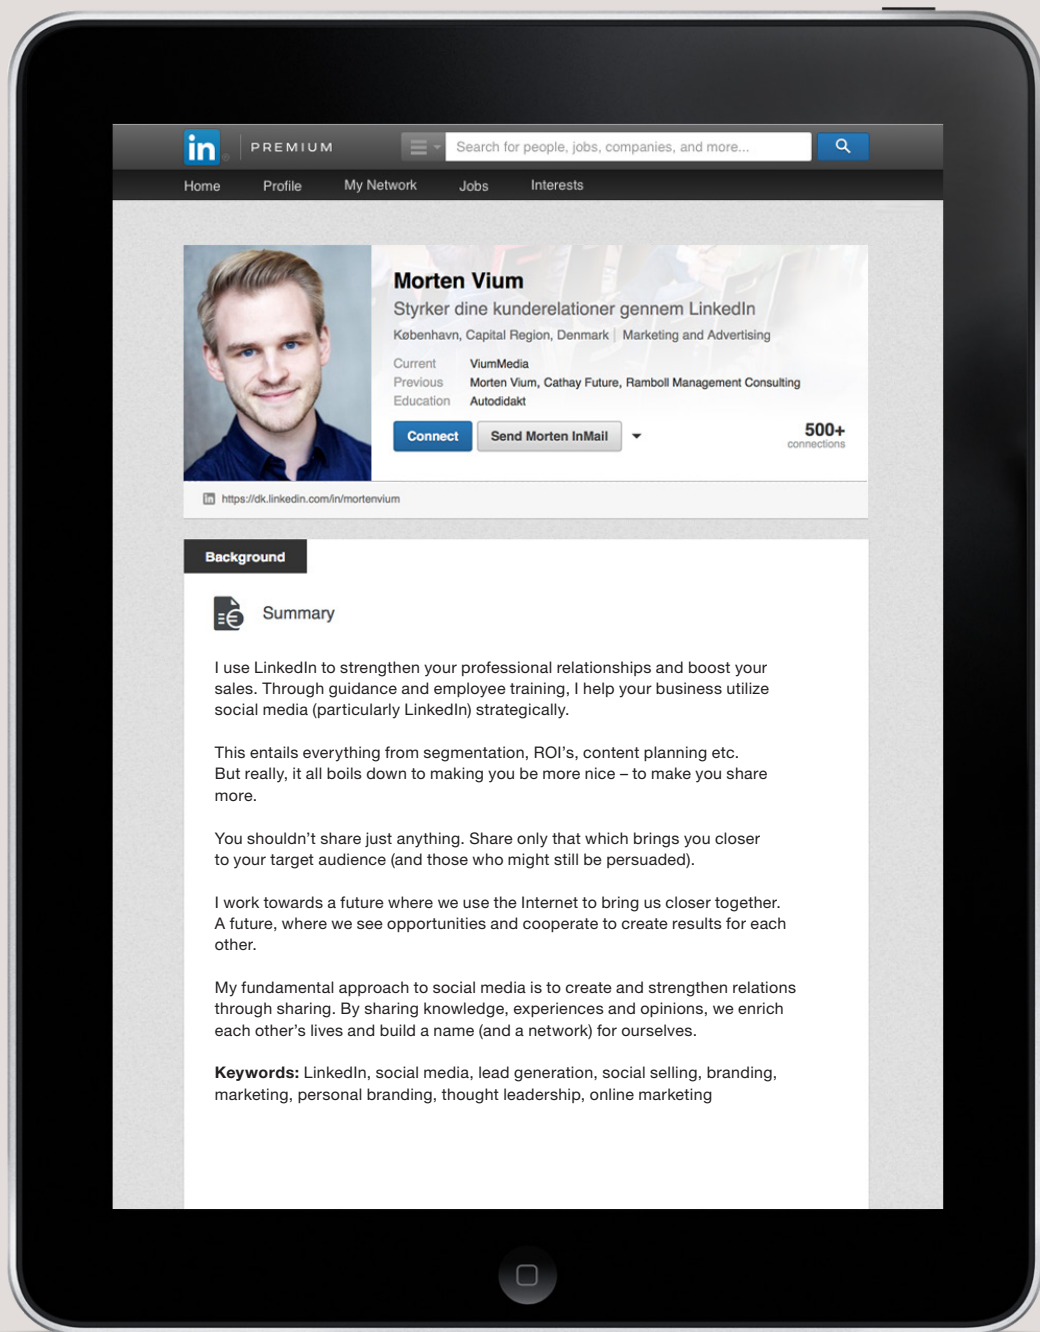 in PREMIUM Search for people, jobs, companies, and more...
Home Profile My Network Jobs Interests
Morten Vium
Styrker dine kunderelationer gennem LinkedIn
København, Capital Region, Denmark | Marketing and Advertising
Current ViumMedia
Previous Morten Vium, Cathay Future, Ramboll Management Consulting
Education Autodidakt
Connect Send Morten InMail 500+
connections
in https://dk.linkedin.com/in/mortenvium
Background
Summary
I use LinkedIn to strengthen your professional relationships and boost your
sales. Through guidance and employee training, I help your business utilize
social media (particularly LinkedIn) strategically.
This entails everything from segmentation, ROI's, content planning etc.
But really, it all boils down to making you be more nice – to make you share
more.
You shouldn't share just anything. Share only that which brings you closer
to your target audience (and those who might still be persuaded).
I work towards a future where we use the Internet to bring us closer together.
A future, where we see opportunities and cooperate to create results for each
other.
My fundamental approach to social media is to create and strengthen relations
through sharing. By sharing knowledge, experiences and opinions, we enrich
each other's lives and build a name (and a network) for ourselves.
Keywords: LinkedIn, social media, lead generation, social selling, branding,
marketing, personal branding, thought leadership, online marketing